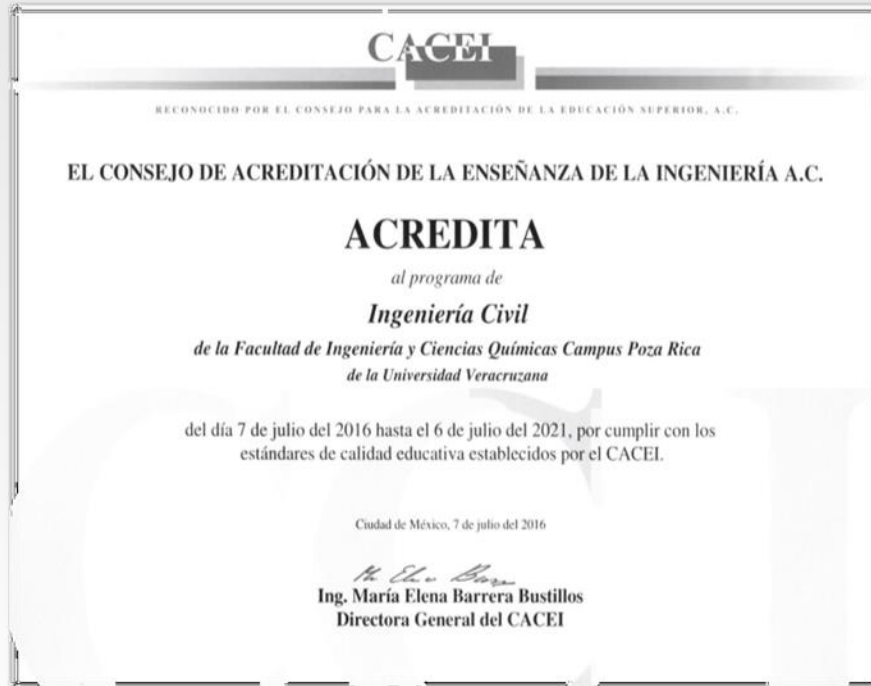 CACEI
RECONOCIDO POR EL CONSEJO PARA LA ACREDITACIÓN DE LA EDUCACIÓN SUPERIOR, A.C.
EL CONSEJO DE ACREDITACIÓN DE LA ENSEÑANZA DE LA INGENIERÍA A.C.
ACREDITA
al programa de
Ingeniería Civil
de la Facultad de Ingeniería y Ciencias Químicas Campus Poza Rica
de la Universidad Veracruzana
del día 7 de julio del 2016 hasta el 6 de julio del 2021, por cumplir con los
estándares de calidad educativa establecidos por el CACEI.
Ciudad de México, 7 de julio del 2016
Ing. María Elena Barrera Bustillos
Directora General del CACEI